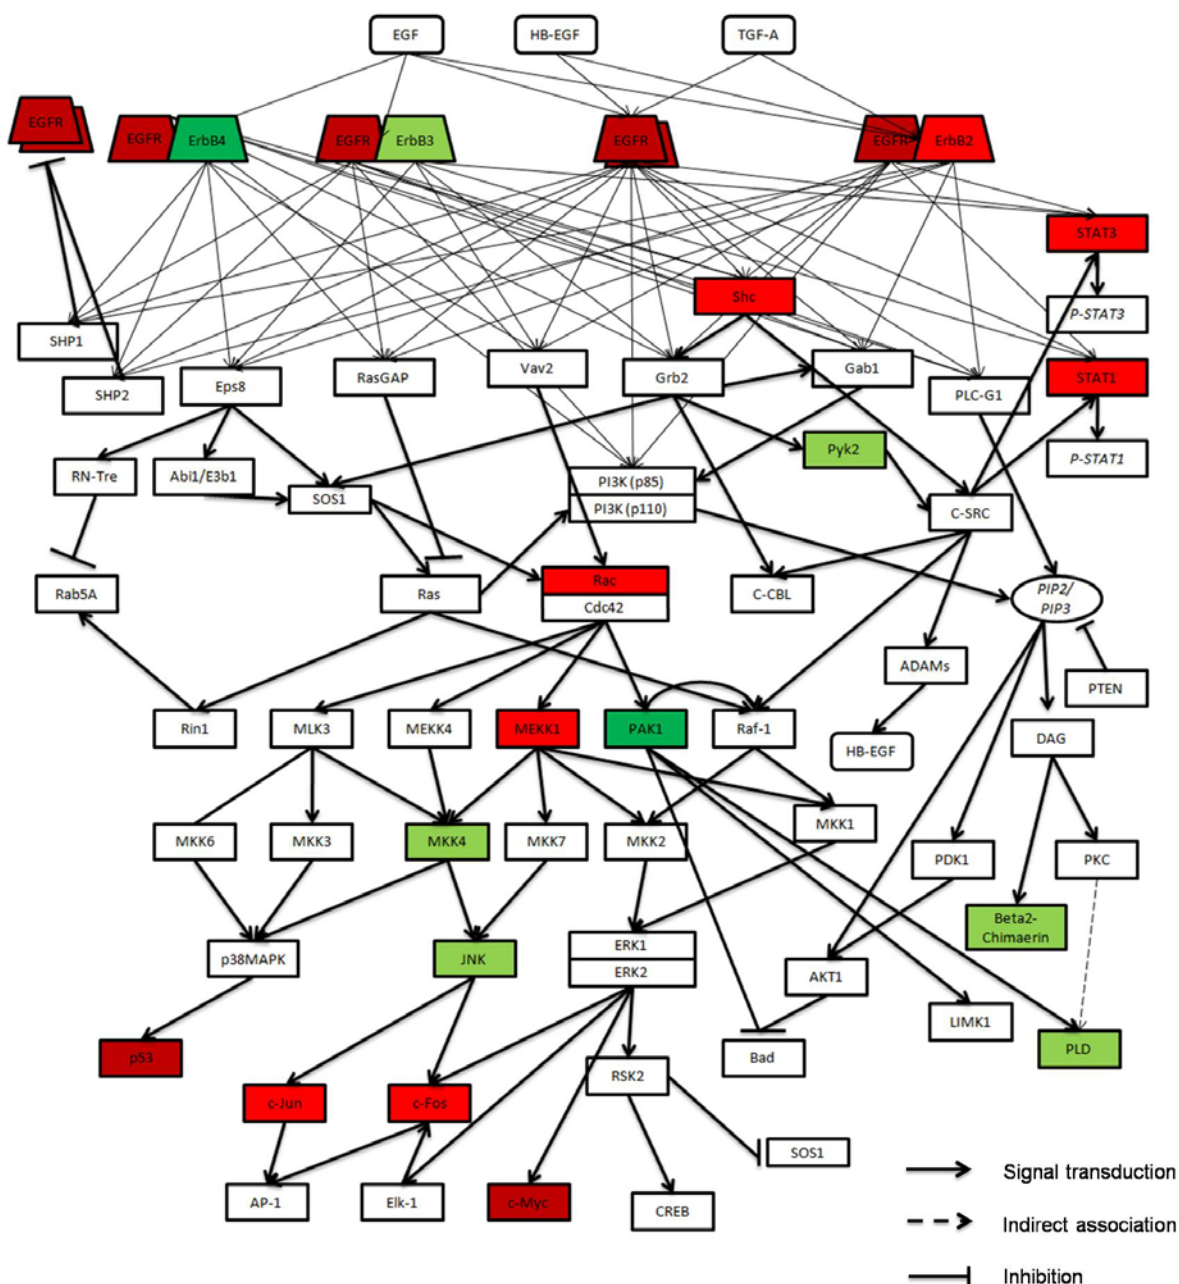 EGF
HB-EGF
TGF-A
EGFR
EGFR
ErbB4
EGFR
ErbB3
EGFR
EGFR
ErbB2
STAT3
Shc
P-STAT3
SHP1
SHP2
Eps8
RasGAP
Vav2
Grb2
Gab1
PLC-G1
STAT1
Pyk2
P-STAT1
RN-Tre
Abi1/E3b1
SOS1
PI3K (p85)
PI3K (p110)
C-SRC
Rab5A
Ras
Rac
Cdc42
C-CBL
PIP2/
PIP3
ADAMs
PTEN
Rin1
MLK3
MEKK4
MEKK1
PAK1
Raf-1
HB-EGF
DAG
MKK6
MKK3
MKK4
MKK7
MKK2
MKK1
PDK1
PKC
Beta2-
Chimaerin
p38MAPK
JNK
ERK1
ERK2
AKT1
LIMK1
PLD
p53
Bad
RSK2
c-Jun
c-Fos
SOS1
AP-1
Elk-1
c-Myc
CREB
Signal transduction
Indirect association
Inhibition